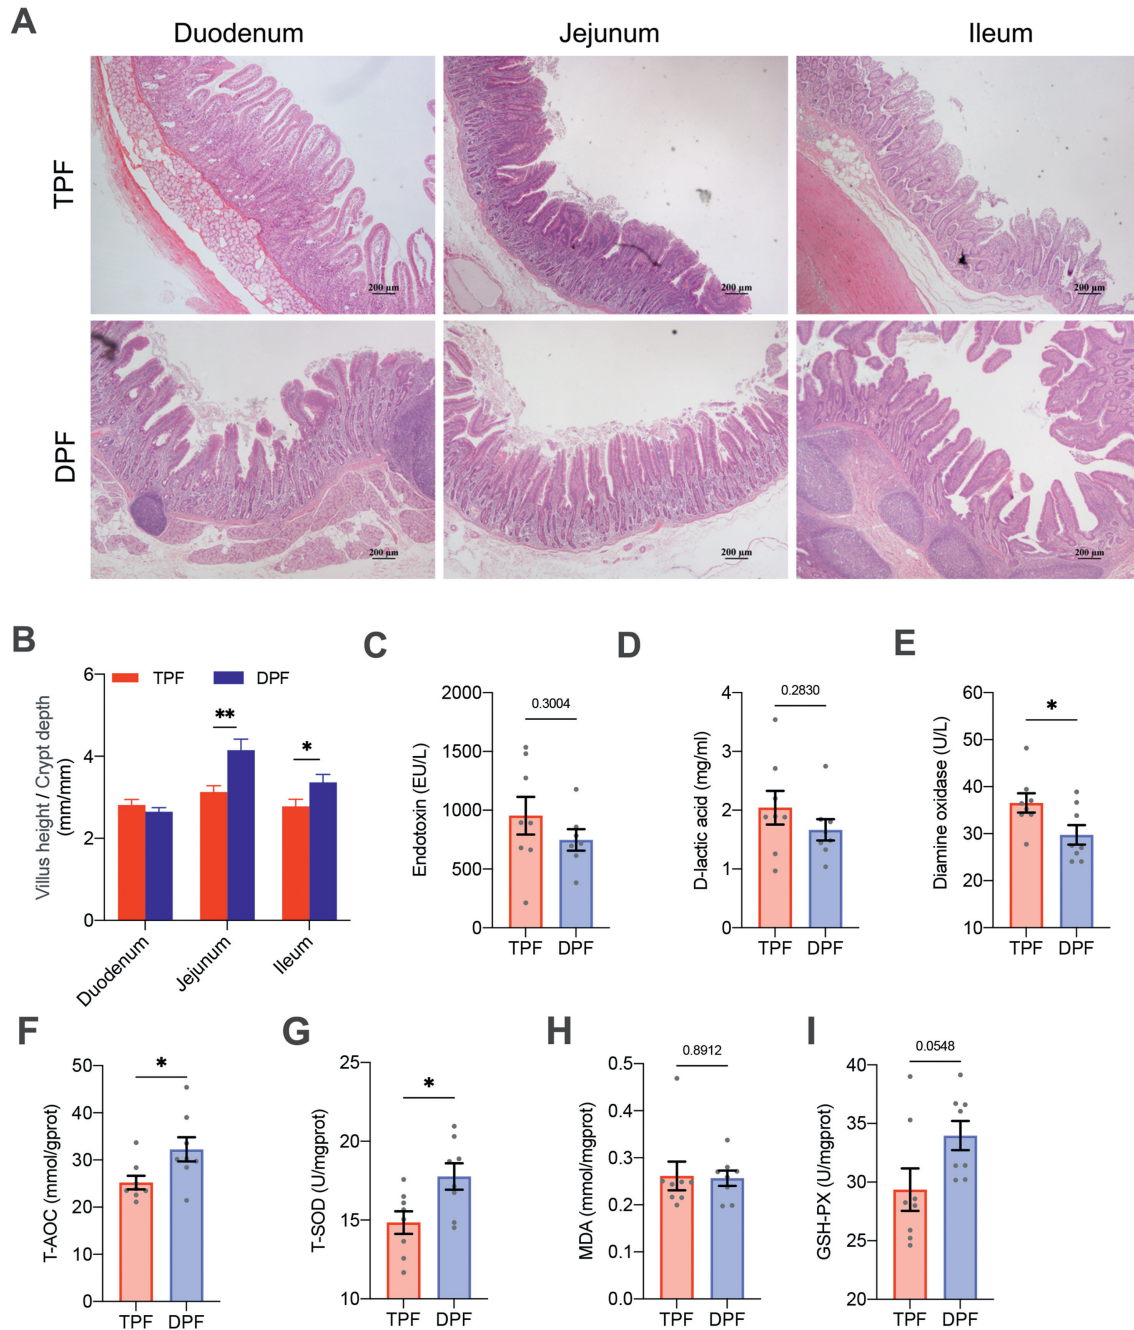 A
Duodenum
Jejunum
Ileum
TPF
200 µm
200 µm
200 µm
DPF
200 µm
200 µm
200 µm
B
Villus height / Crypt depth
(mm/mm)
TPF
DPF
6
4
2
0
**
*
Duodenum
Jejunum
Ileum
C
Endotoxin (EU/L)
2000
1500
1000
500
0
0.3004
TPF
DPF
D
D-lactic acid (mg/ml)
4
3
2
1
0
0.2830
TPF
DPF
E
Diamine oxidase (U/L)
60
50
40
30
20
10
*
TPF
DPF
F
T-AOC (mmol/gprot)
50
40
30
20
10
0
*
TPF
DPF
G
T-SOD (U/mgprot)
25
20
15
10
*
TPF
DPF
H
MDA (nmol/mgprot)
0.5
0.4
0.3
0.2
0.1
0.0
0.8912
TPF
DPF
I
GSH-PX (U/mgprot)
40
35
30
25
20
0.0548
TPF
DPF